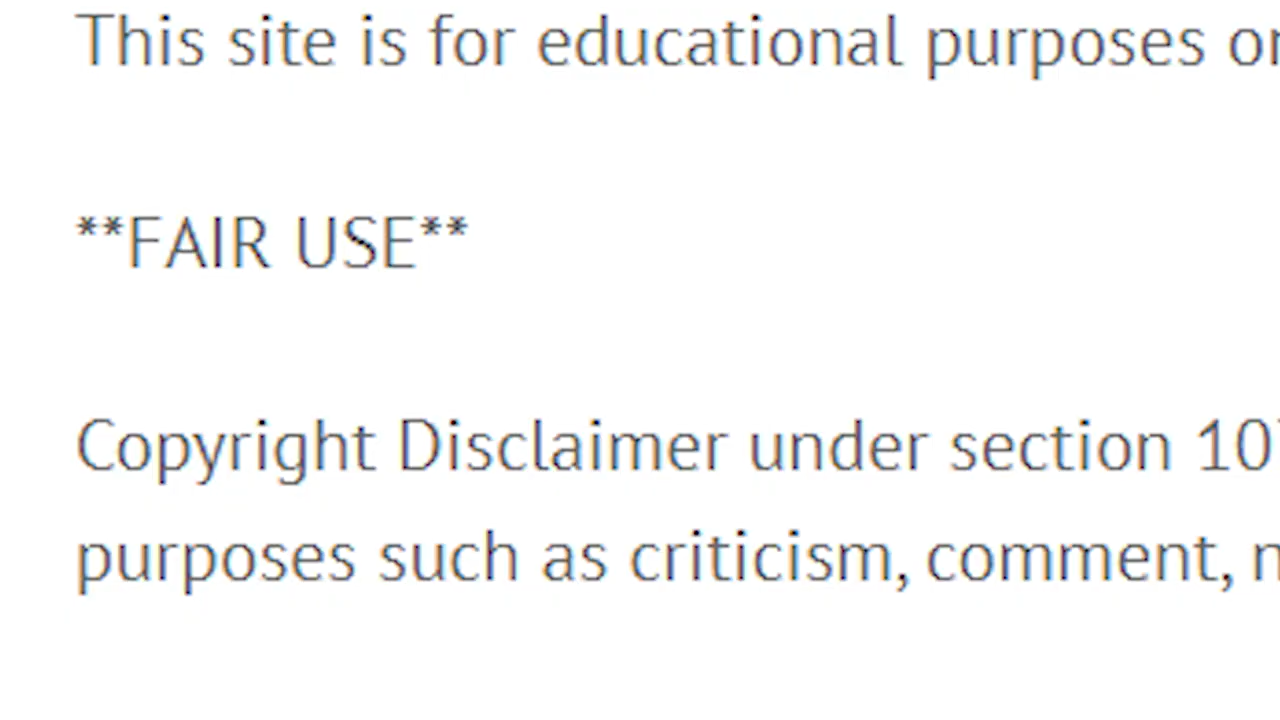 This site is for educational purposes
**FAIR USE**
Copyright Disclaimer under section
purposes such as criticism, comment,